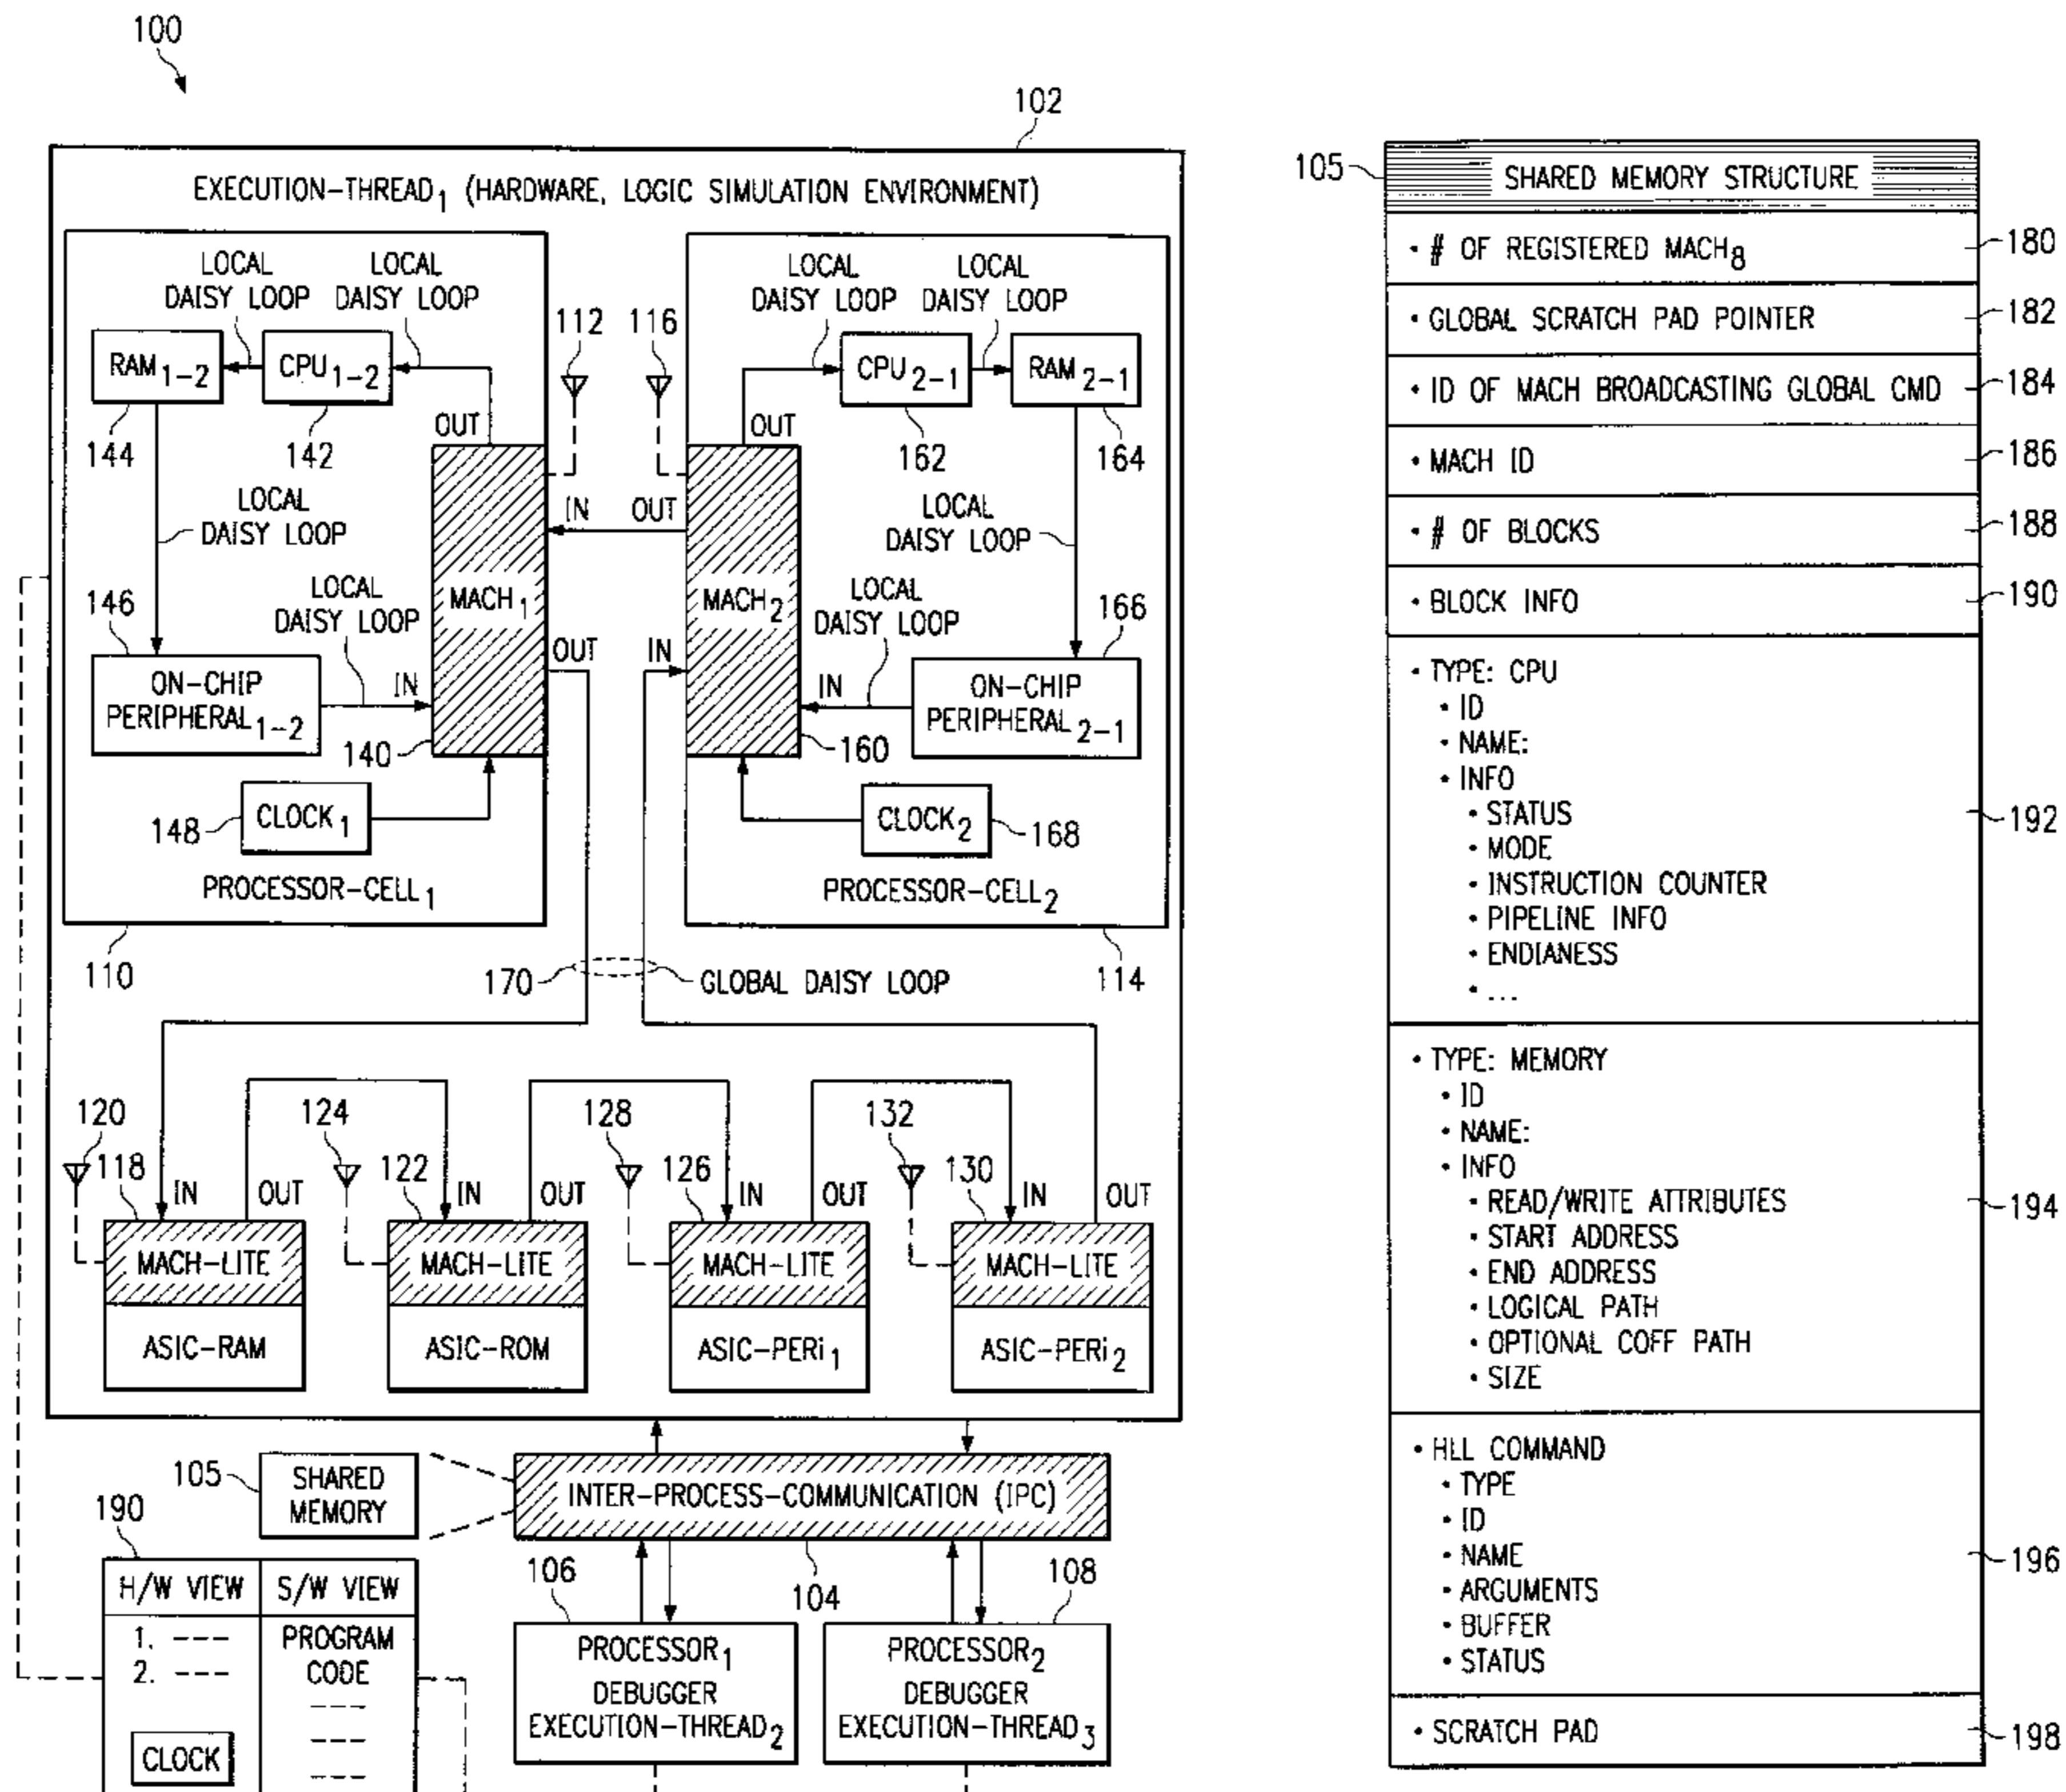 100
102
EXECUTION-THREAD1 (HARDWARE, LOGIC SIMULATION ENVIRONMENT)
LOCAL DAISY LOOP
LOCAL DAISY LOOP
RAM1-2
CPU1-2
144
142
OUT
112
LOCAL DAISY LOOP
146
LOCAL DAISY LOOP
ON-CHIP
PERIPHERAL1-2
IN
140
MACH1
IN
OUT
148
CLOCK1
PROCESSOR-CELL1
110
116
LOCAL DAISY LOOP
LOCAL DAISY LOOP
CPU2-1
RAM2-1
OUT
162
164
OUT
LOCAL DAISY LOOP
MACH2
LOCAL DAISY LOOP
166
IN
IN
ON-CHIP
PERIPHERAL2-1
160
CLOCK2
168
PROCESSOR-CELL2
114
170
GLOBAL DAISY LOOP
120
118
IN
OUT
MACH-LITE
ASIC-RAM
124
122
IN
OUT
MACH-LITE
ASIC-ROM
128
126
IN
OUT
MACH-LITE
ASIC-PERi1
132
130
IN
OUT
MACH-LITE
ASIC-PERi2
105
SHARED
MEMORY
INTER-PROCESS-COMMUNICATION (IPC)
104
190
H/W VIEW
S/W VIEW
1. ---
2. ---
CLOCK
PROGRAM
CODE
106
PROCESSOR1
DEBUGGER
EXECUTION-THREAD2
108
PROCESSOR2
DEBUGGER
EXECUTION-THREAD3
105
SHARED MEMORY STRUCTURE
• # OF REGISTERED MACH8
180
• GLOBAL SCRATCH PAD POINTER
182
• ID OF MACH BROADCASTING GLOBAL CMD
184
• MACH ID
186
• # OF BLOCKS
188
• BLOCK INFO
190
• TYPE: CPU
• ID
• NAME:
• INFO
• STATUS
• MODE
• INSTRUCTION COUNTER
• PIPELINE INFO
• ENDIANESS
• ...
192
• TYPE: MEMORY
• ID
• NAME:
• INFO
• READ/WRITE ATTRIBUTES
• START ADDRESS
• END ADDRESS
• LOGICAL PATH
• OPTIONAL COFF PATH
• SIZE
194
• HLL COMMAND
• TYPE
• ID
• NAME
• ARGUMENTS
• BUFFER
• STATUS
196
• SCRATCH PAD
198